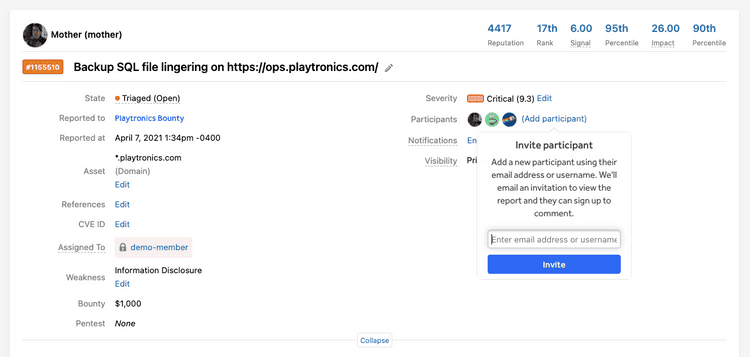 Mother (mother)
4417 17th 6.00 95th 26.00 90th
Reputation Rank Signal Percentile Impact Percentile
#1155510 Backup SQL file lingering on https://ops.playtronics.com/
State Triaged (Open)
Reported to Playtronics Bounty
Reported at April 7, 2021 1:34pm -0400
*.playtronics.com
Asset (Domain)
Edit
References Edit
CVE ID Edit
Assigned To demo-member
Information Disclosure
Weakness
Edit
Bounty $1,000
Pentest None
Severity Critical (9.3) Edit
Participants (Add participant)
Notifications En
Visibility Pri
Invite participant
Add a new participant using their
email address or username. We'll
email an invitation to view the
report and they can sign up to
comment.
Enter email address or username
Invite
Collapse